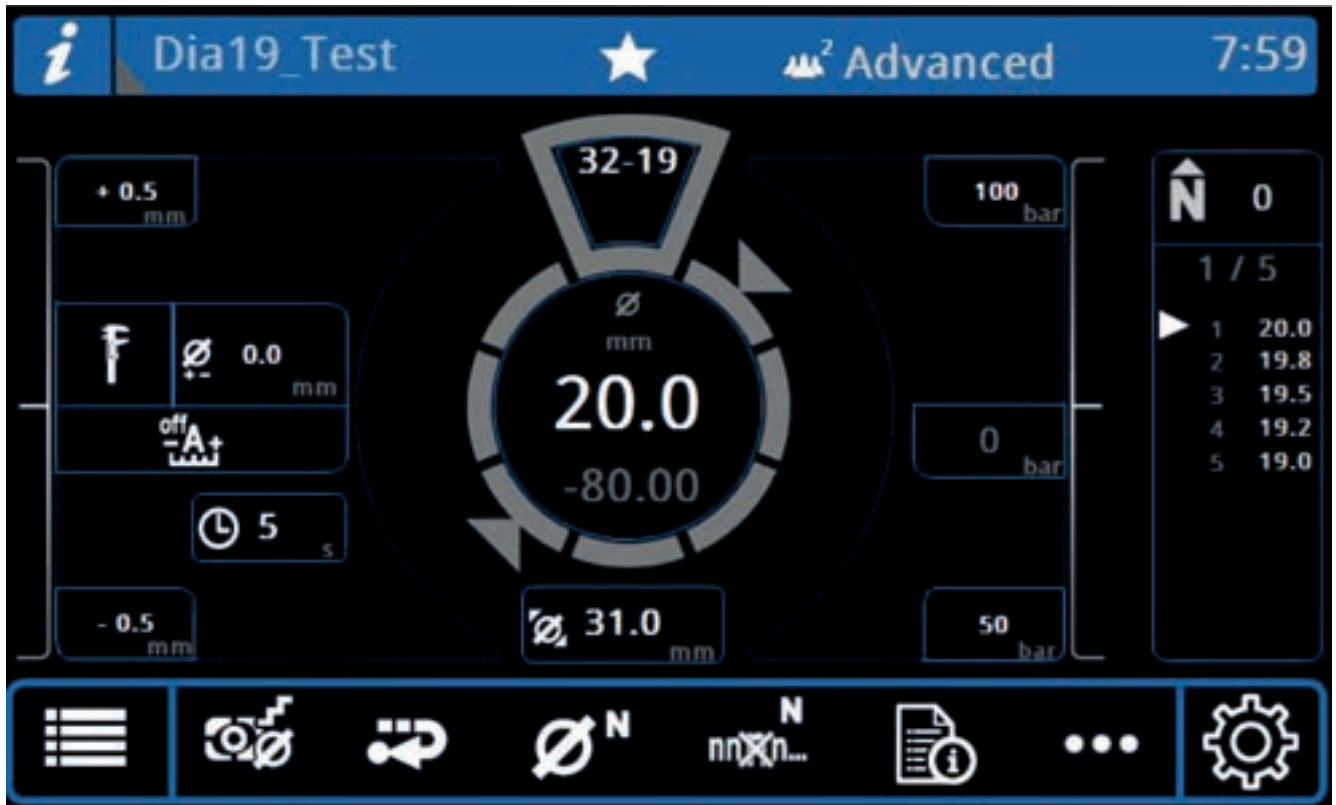 i Dia19_Test Advanced 7:59
32-19
+ 0.5 mm
100 bar
N 0
1 / 5
1 20.0
2 19.8
3 19.5
4 19.2
5 19.0
Ø
mm
20.0
-80.00
Ø +- 0.0 mm
off
-A+
0 bar
5 s
- 0.5 mm
Ø 31.0 mm
50 bar
Ø N
N
nnXn...
i